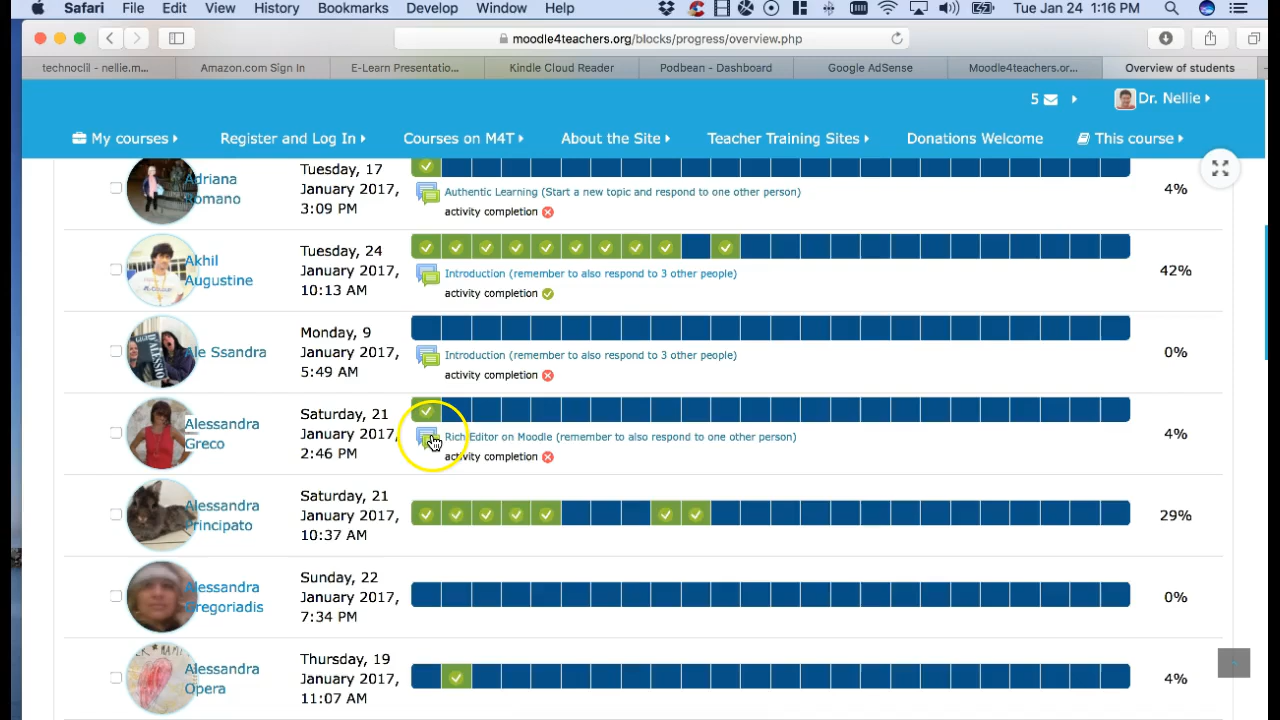 Safari File Edit View History Bookmarks Develop Window Help Tue Jan 24 1:16 PM
moodle4teachers.org/blocks/progress/overview.php
technoclil - nellie.m... Amazon.com Sign In E-Learn Presentatio... Kindle Cloud Reader Podbean - Dashboard Google AdSense Moodle4teachers.or... Overview of students
5 Dr. Nellie
My courses Register and Log In Courses on M4T About the Site Teacher Training Sites Donations Welcome This course
Adriana
Romano
Tuesday, 17
January 2017,
3:09 PM
Authentic Learning (Start a new topic and respond to one other person)
activity completion
4%
Akhil
Augustine
Tuesday, 24
January 2017,
10:13 AM
Introduction (remember to also respond to 3 other people)
activity completion
42%
Ale Ssandra
Monday, 9
January 2017,
5:49 AM
Introduction (remember to also respond to 3 other people)
activity completion
0%
Alessandra
Greco
Saturday, 21
January 2017,
2:46 PM
Rich Editor on Moodle (remember to also respond to one other person)
activity completion
4%
Alessandra
Principato
Saturday, 21
January 2017,
10:37 AM
29%
Alessandra
Gregoriadis
Sunday, 22
January 2017,
7:34 PM
0%
Alessandra
Opera
Thursday, 19
January 2017,
11:07 AM
4%